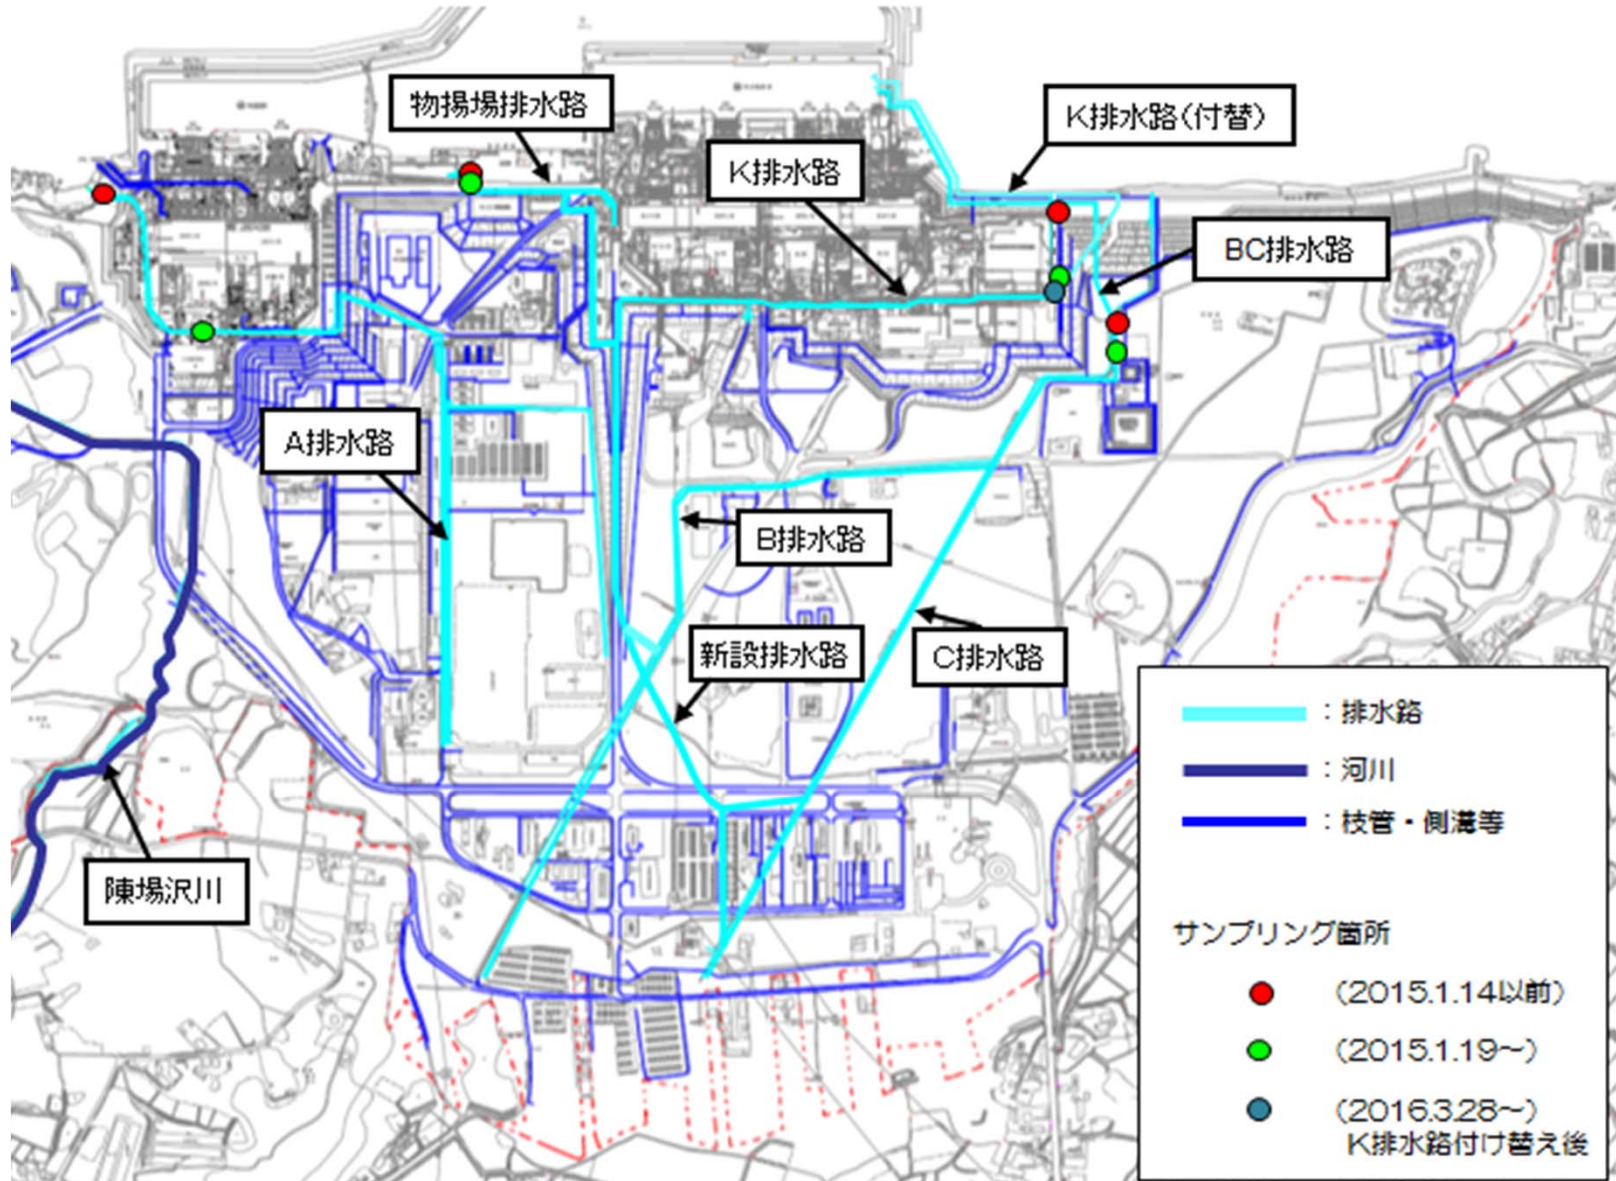 物揚場排水路
K排水路(付替)
K排水路
BC排水路
A排水路
B排水路
新設排水路
C排水路
陳場沢川
：排水路
：河川
：枝管・側溝等
サンプリング箇所
(2015.1.14以前)
(2015.1.19～)
(2016.3.28～)
K排水路付け替え後